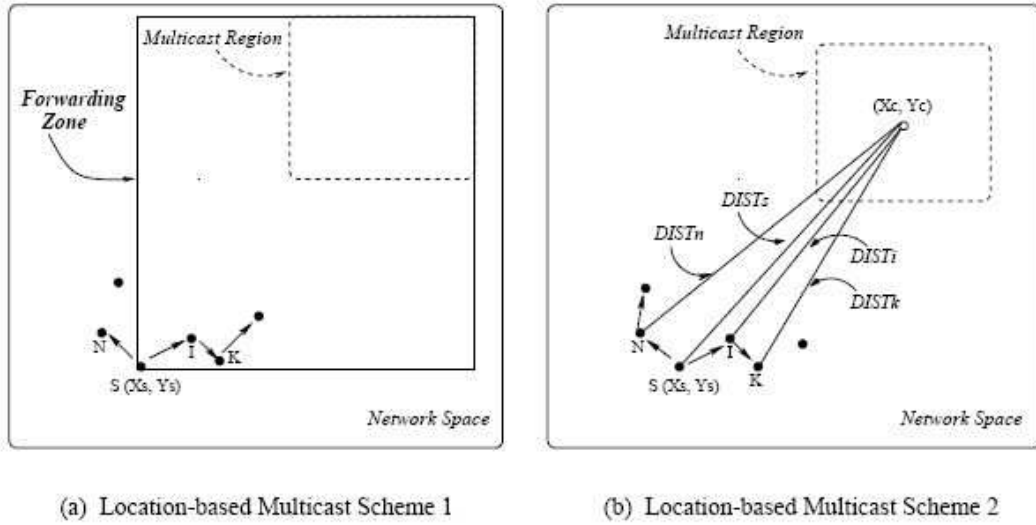 Multicast Region
Forwarding
Zone
N
I
K
S (Xs, Ys)
Network Space
(a) Location-based Multicast Scheme 1
Multicast Region
(Xc, Yc)
DISTs
DISTn
DISTi
DISTk
N
I
K
S (Xs, Ys)
Network Space
(b) Location-based Multicast Scheme 2